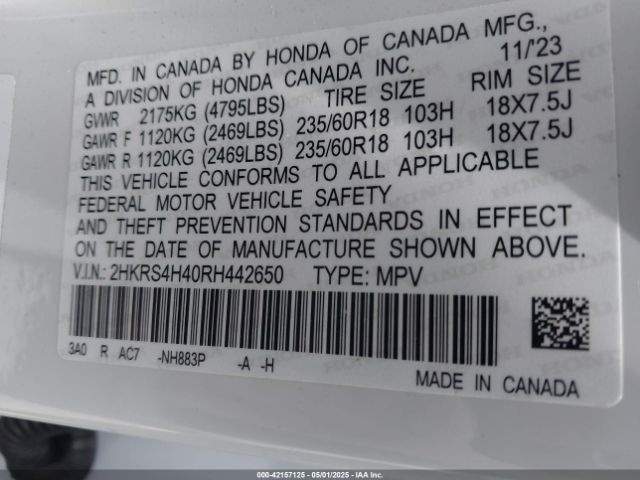 MFD. IN CANADA BY HONDA OF CANADA MFG.,
A DIVISION OF HONDA CANADA INC. 11/'23
GVWR 2175KG (4795LBS) TIRE SIZE RIM SIZE
GAWR F 1120KG (2469LBS) 235/60R18 103H 18X7.5J
GAWR R 1120KG (2469LBS) 235/60R18 103H 18X7.5J
THIS VEHICLE CONFORMS TO ALL APPLICABLE
FEDERAL MOTOR VEHICLE SAFETY
AND THEFT PREVENTION STANDARDS IN EFFECT
ON THE DATE OF MANUFACTURE SHOWN ABOVE.
V.I.N.: 2HKRS4H40RH442650 TYPE: MPV
3A0 R AC7 -NH883P -A -H
MADE IN CANADA
000-42157125 - 05/01/2025 - IAA - Copart